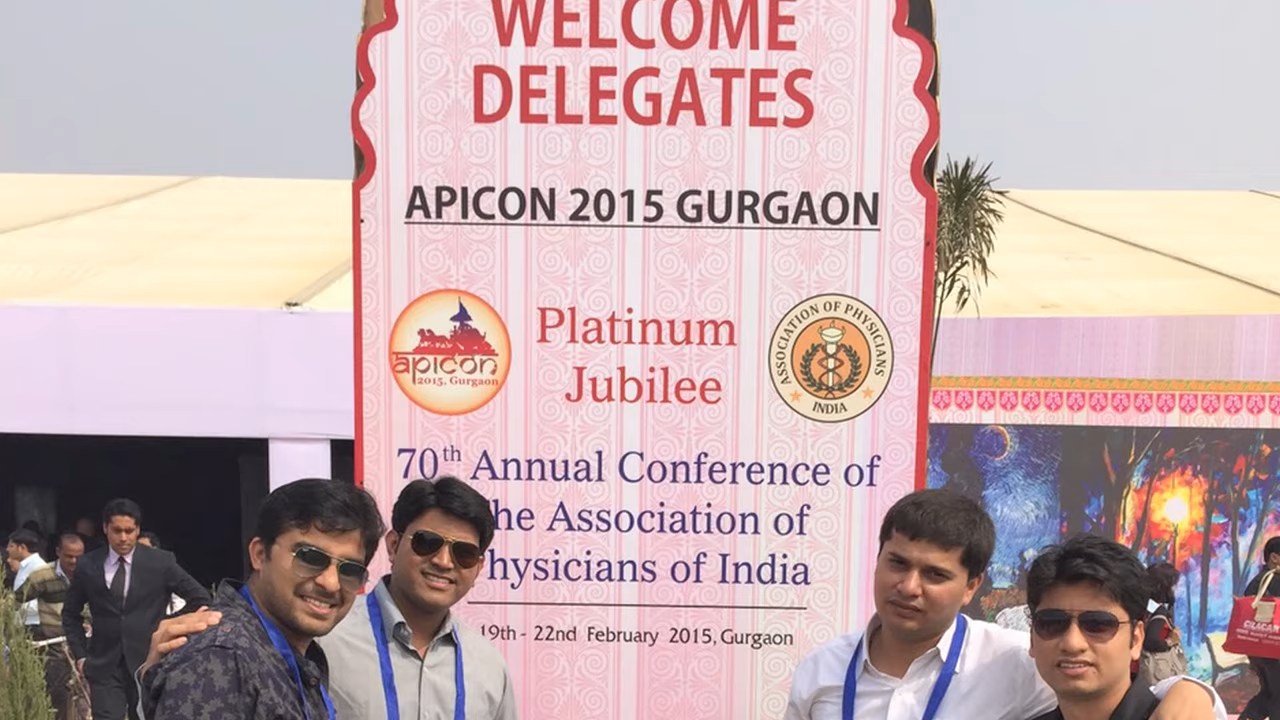 WELCOME
DELEGATES
APICON 2015 GURGAON
apicon
2015, Gurgaon
Platinum
Jubilee
ASSOCIATION OF PHYSICIANS
INDIA
70th Annual Conference of
he Association of
hysicians of India
19th - 22nd February 2015, Gurgaon